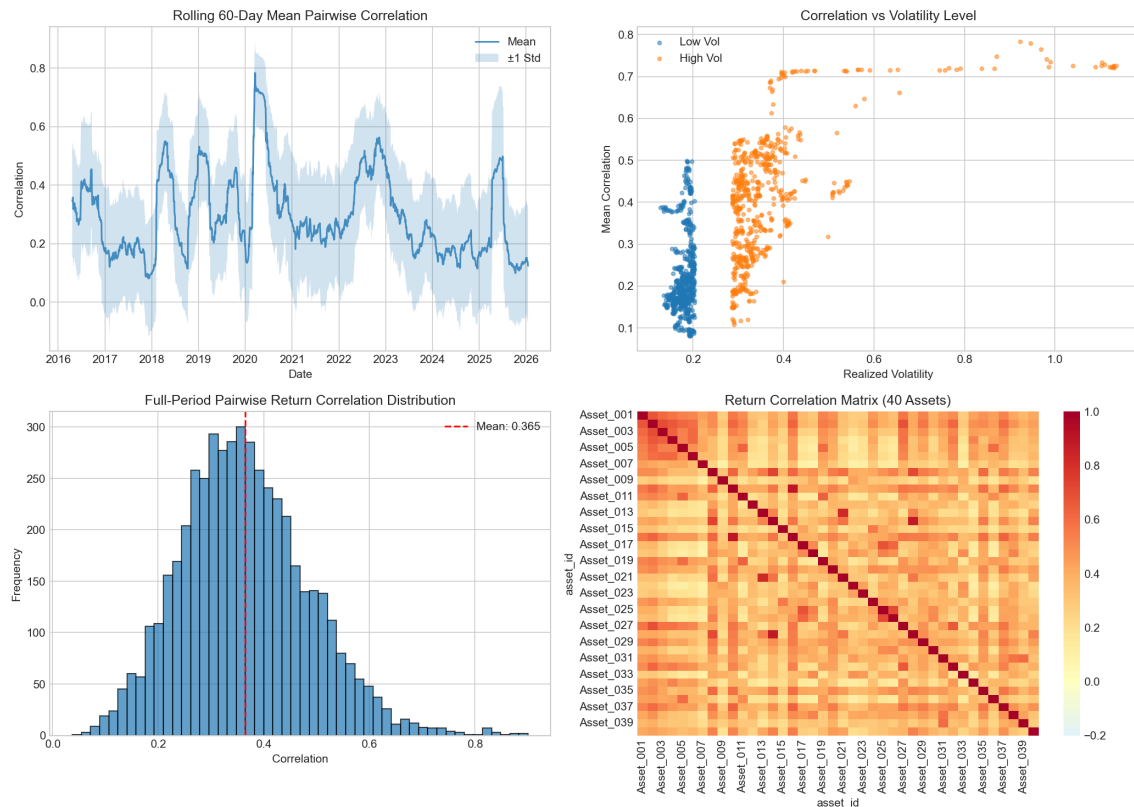 Rolling 60-Day Mean Pairwise Correlation
Mean
±1 Std
0.8
0.6
0.4
0.2
0.0
Correlation
2016 2017 2018 2019 2020 2021 2022 2023 2024 2025 2026
Date
Correlation vs Volatility Level
Low Vol
High Vol
0.8
0.7
0.6
0.5
0.4
0.3
0.2
0.1
Mean Correlation
0.2 0.4 0.6 0.8 1.0
Realized Volatility
Full-Period Pairwise Return Correlation Distribution
Mean: 0.365
300
250
200
150
100
50
0
Frequency
0.0 0.2 0.4 0.6 0.8
Correlation
Return Correlation Matrix (40 Assets)
Asset_001
Asset_003
Asset_005
Asset_007
Asset_009
Asset_011
Asset_013
Asset_015
Asset_017
Asset_019
Asset_021
Asset_023
Asset_025
Asset_027
Asset_029
Asset_031
Asset_033
Asset_035
Asset_037
Asset_039
asset_id
Asset_001 Asset_003 Asset_005 Asset_007 Asset_009 Asset_011 Asset_013 Asset_015 Asset_017 Asset_019 Asset_021 Asset_023 Asset_025 Asset_027 Asset_029 Asset_031 Asset_033 Asset_035 Asset_037 Asset_039
asset_id
1.0
0.8
0.6
0.4
0.2
0.0
−0.2